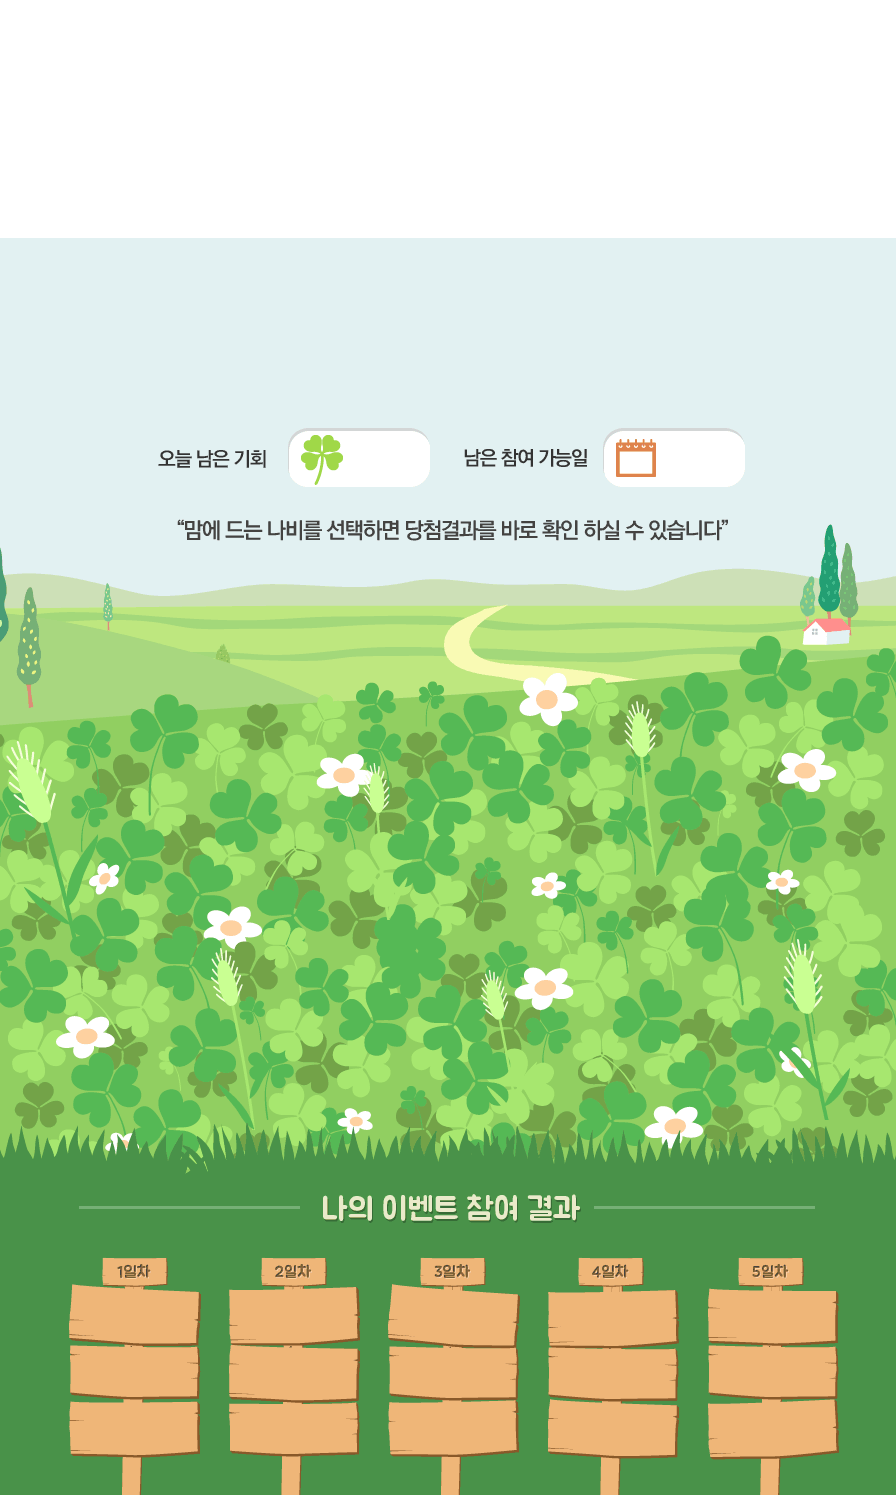 오늘 남은 기회
남은 참여 가능일
“맘에 드는 나비를 선택하면 당첨결과를 바로 확인 하실 수 있습니다”
나의 이벤트 참여 결과
1일차
2일차
3일차
4일차
5일차